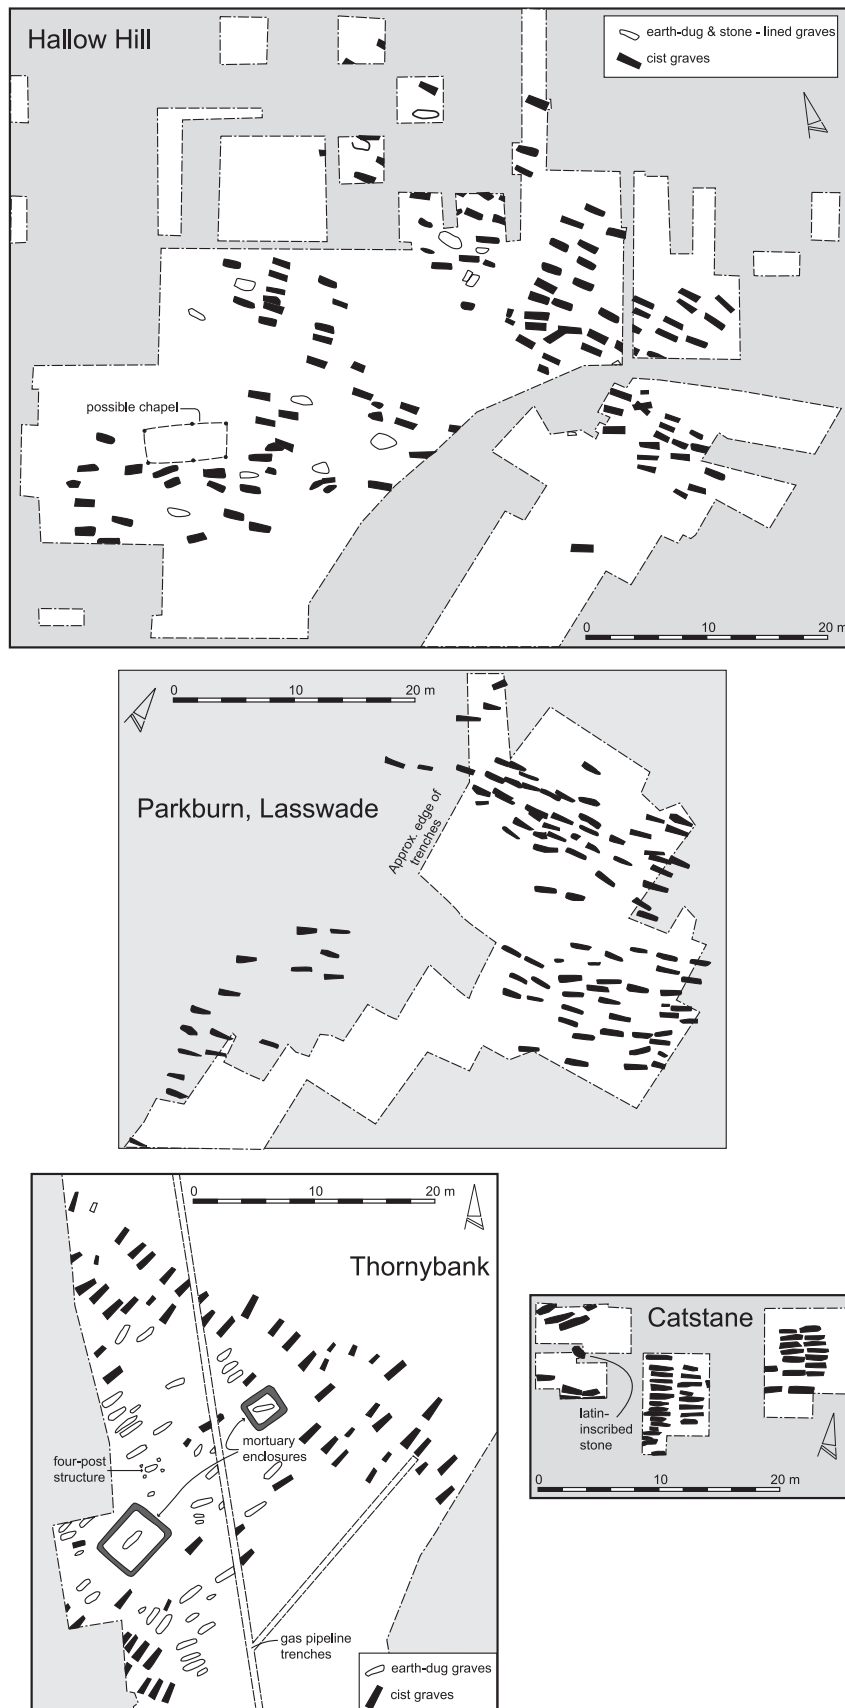 Hallow Hill
earth-dug & stone - lined graves
cist graves
possible chapel
0 10 20 m
0 10 20 m
Parkburn, Lasswade
Approx. edge of
trenches
0 10 20 m
Thornybank
mortuary
enclosures
four-post
structure
gas pipeline
trenches
earth-dug graves
cist graves
Catstane
latin-
inscribed
stone
0 10 20 m